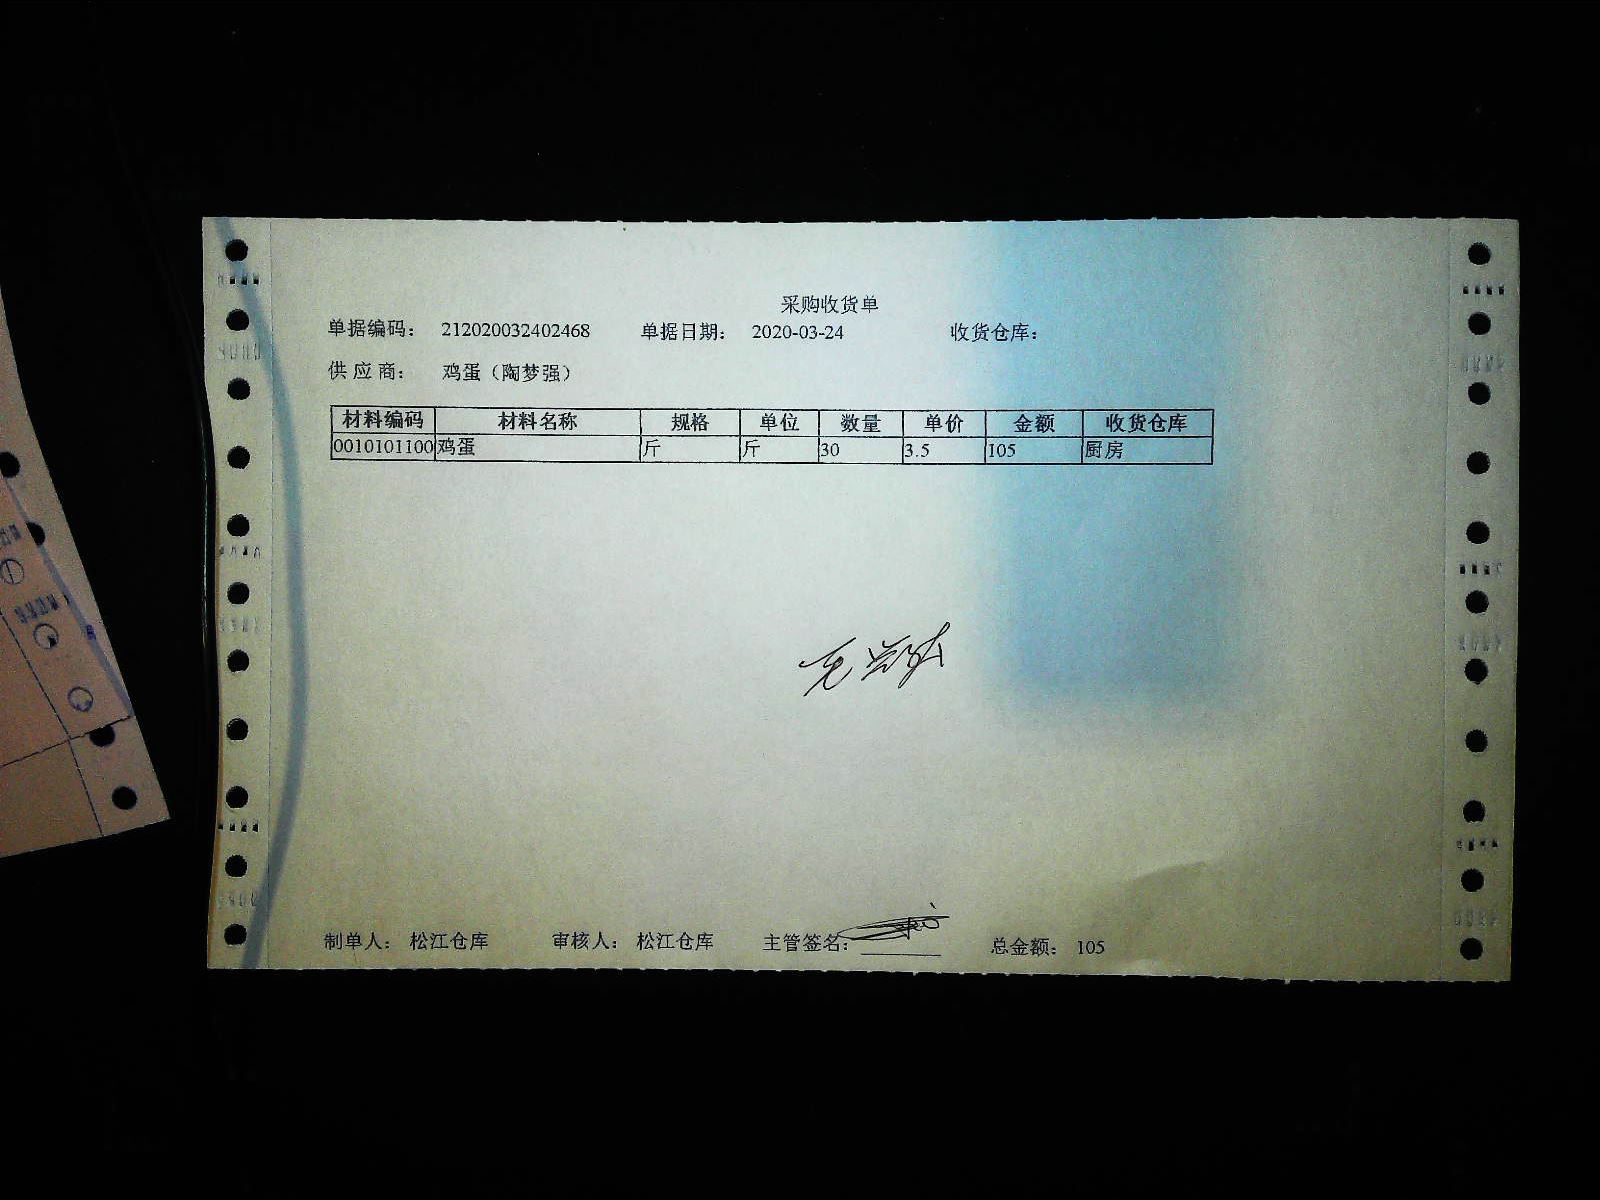 采购收货单
单据编码： 212020032402468 单据日期： 2020-03-24 收货仓库：
供 应 商： 鸡蛋（陶梦强）
材料编码 材料名称 规格 单位 数量 单价 金额 收货仓库
0010101100 鸡蛋 斤 斤 30 3.5 105 厨房
制单人： 松江仓库 审核人： 松江仓库 主管签名： 总金额： 105